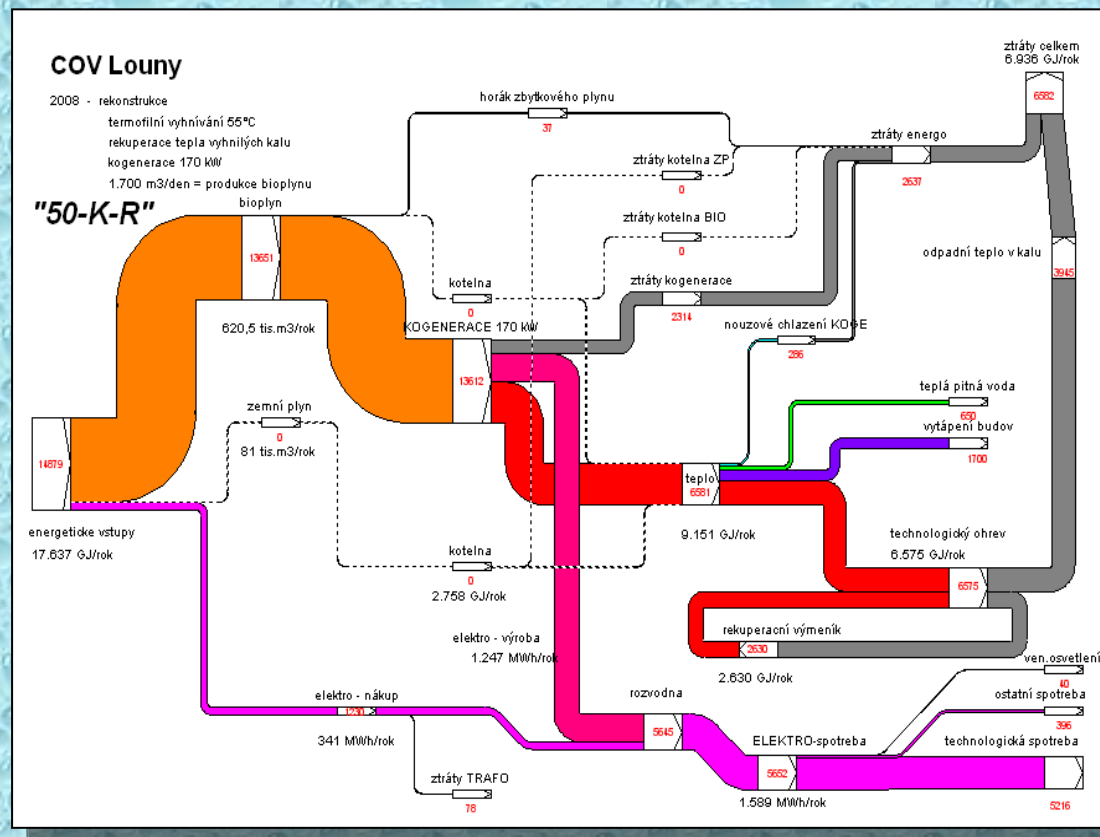 COV Louny
2008 - rekonstrukce
termofilní vyhnívání 55°C
rekuperace tepla vyhnilých kalu
kogenerace 170 kW
1.700 m3/den = produkce bioplynu
"50-K-R"
bioplyn
13651
620,5 tis.m3/rok
horák zbytkového plynu
37
ztráty kotelna ZP
0
ztráty kotelna BIO
0
ztráty kogenerace
2314
ztráty energo
2637
ztráty celkem
6.936 GJ/rok
6582
odpadní teplo v kalu
3945
kotelna
0
KOGENERACE 170 kW
13612
nouzové chlazení KOGE
286
teplá pitná voda
650
vytápení budov
1700
zemní plyn
0
81 tis.m3/rok
14879
energeticke vstupy
17.637 GJ/rok
teplo
6581
9.151 GJ/rok
technologický ohrev
6.575 GJ/rok
6575
kotelna
0
2.758 GJ/rok
rekuperacní výmeník
2630
2.630 GJ/rok
elektro - výroba
1.247 MWh/rok
elektro - nákup
1230
341 MWh/rok
ztráty TRAFO
78
rozvodna
5645
ELEKTRO-spotreba
5652
1.589 MWh/rok
ven.osvetlení
40
ostatní spotreba
396
technologická spotreba
5216